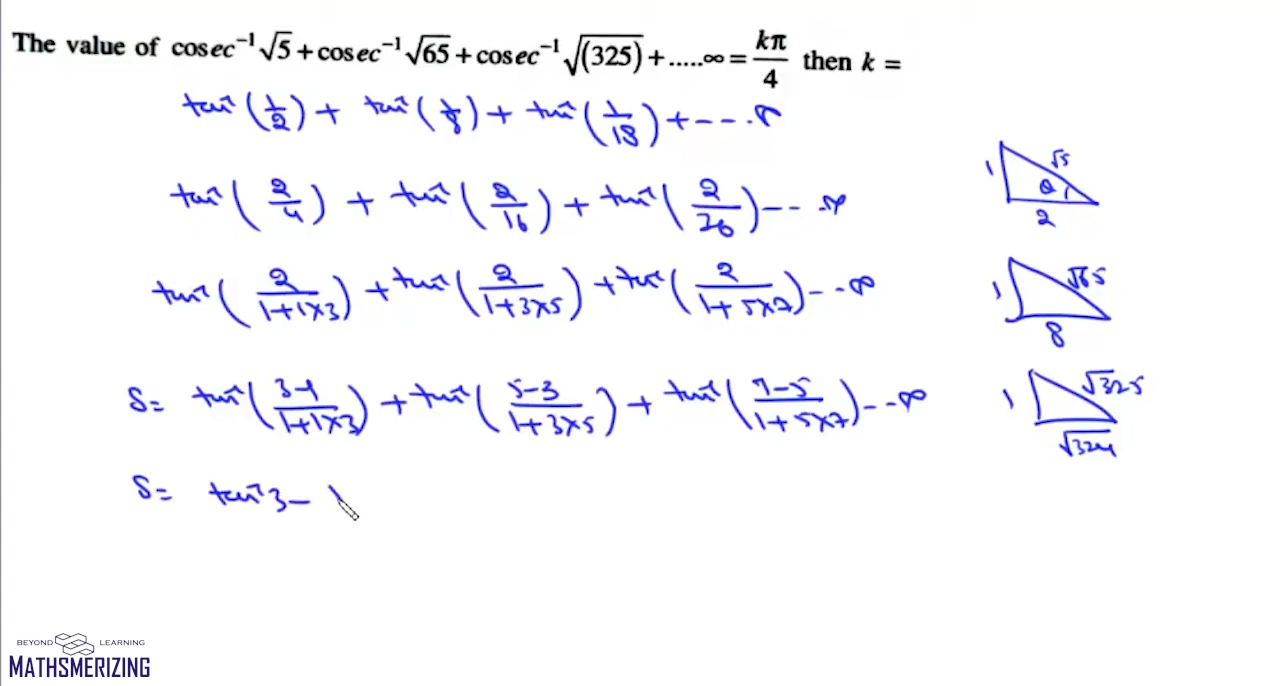 The value of cosec⁻¹√5 + cosec⁻¹√65 + cosec⁻¹√(325) + .....∞ = kπ/4 then k =
tan⁻¹(1/2) + tan⁻¹(1/8) + tan⁻¹(1/18) + --- .∞
tan⁻¹(2/4) + tan⁻¹(2/16) + tan⁻¹(2/36) -- .∞
tan⁻¹(2/(1+1×3)) + tan⁻¹(2/(1+3×5)) + tan⁻¹(2/(1+5×7)) -- .∞
S = tan⁻¹((3-1)/(1+1×3)) + tan⁻¹((5-3)/(1+3×5)) + tan⁻¹((7-5)/(1+5×7)) -- .∞
S = tan⁻¹3 -
1 √5 θ 2
1 √65 8
1 √325 √324
BEYOND LEARNING
MATHSMERIZING